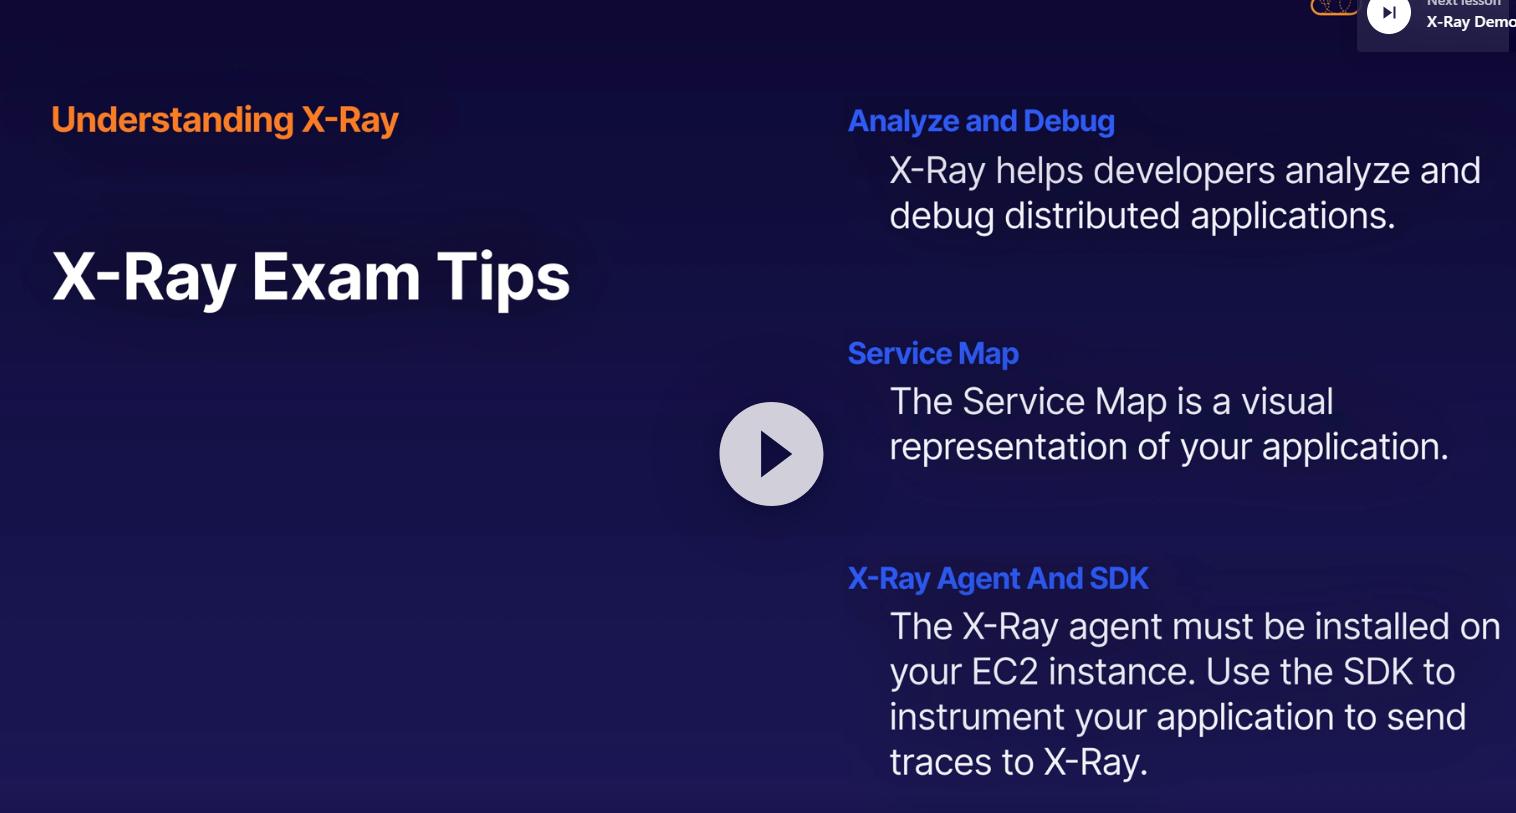 Next lesson
X-Ray Demo
Understanding X-Ray
X-Ray Exam Tips
Analyze and Debug
X-Ray helps developers analyze and
debug distributed applications.
Service Map
The Service Map is a visual
representation of your application.
X-Ray Agent And SDK
The X-Ray agent must be installed on
your EC2 instance. Use the SDK to
instrument your application to send
traces to X-Ray.